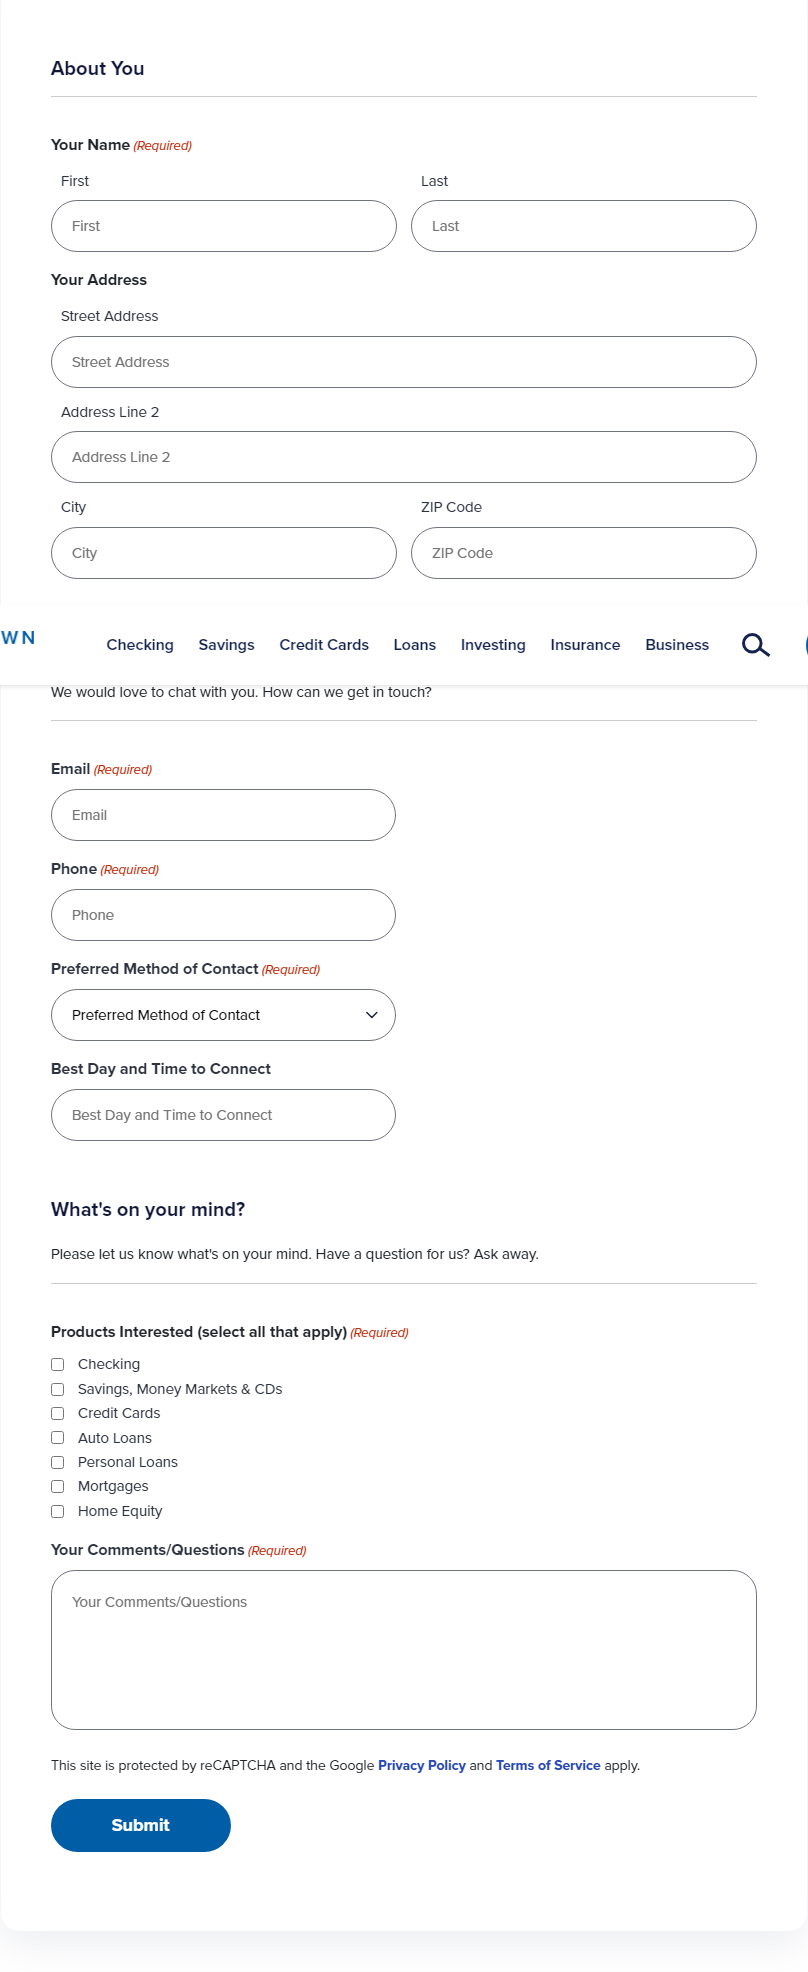 About You
Your Name (Required)
First
Last
First
Last
Your Address
Street Address
Street Address
Address Line 2
Address Line 2
City
ZIP Code
City
ZIP Code
WN
Checking Savings Credit Cards Loans Investing Insurance Business
We would love to chat with you. How can we get in touch?
Email (Required)
Email
Phone (Required)
Phone
Preferred Method of Contact (Required)
Preferred Method of Contact
Best Day and Time to Connect
Best Day and Time to Connect
What's on your mind?
Please let us know what's on your mind. Have a question for us? Ask away.
Products Interested (select all that apply) (Required)
Checking
Savings, Money Markets & CDs
Credit Cards
Auto Loans
Personal Loans
Mortgages
Home Equity
Your Comments/Questions (Required)
Your Comments/Questions
This site is protected by reCAPTCHA and the Google Privacy Policy and Terms of Service apply.
Submit